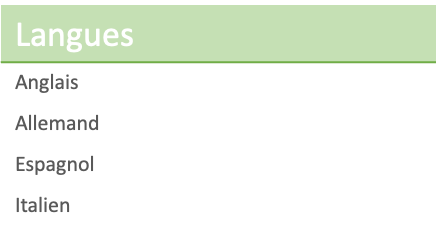 Langues
Anglais
Allemand
Espagnol
Italien